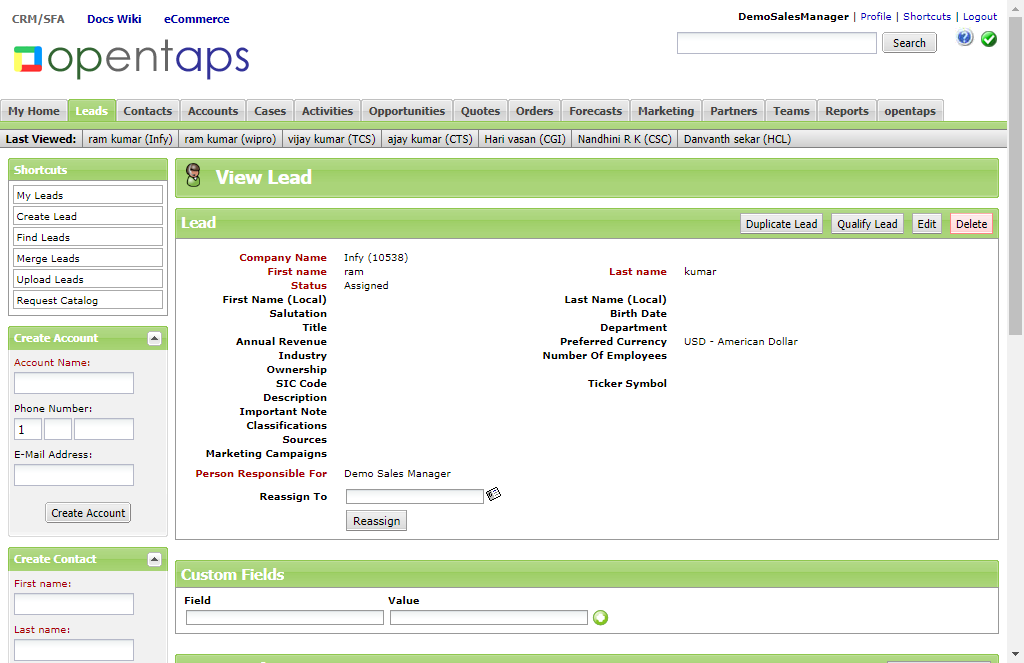 CRM/SFA Docs Wiki eCommerce
DemoSalesManager | Profile | Shortcuts | Logout
opentaps
Search
My Home Leads Contacts Accounts Cases Activities Opportunities Quotes Orders Forecasts Marketing Partners Teams Reports opentaps
Last Viewed: ram kumar (Infy) ram kumar (wipro) vijay kumar (TCS) ajay kumar (CTS) Hari vasan (CGI) Nandhini R K (CSC) Danvanth sekar (HCL)
Shortcuts
My Leads
Create Lead
Find Leads
Merge Leads
Upload Leads
Request Catalog
Create Account
Account Name:
Phone Number:
1
E-Mail Address:
Create Account
Create Contact
First name:
Last name:
View Lead
Lead
Duplicate Lead Qualify Lead Edit Delete
Company Name Infy (10538)
First name ram Last name kumar
Status Assigned
First Name (Local) Last Name (Local)
Salutation Birth Date
Title Department
Annual Revenue Preferred Currency USD - American Dollar
Industry Number Of Employees
Ownership
SIC Code Ticker Symbol
Description
Important Note
Classifications
Sources
Marketing Campaigns
Person Responsible For Demo Sales Manager
Reassign To
Reassign
Custom Fields
Field Value